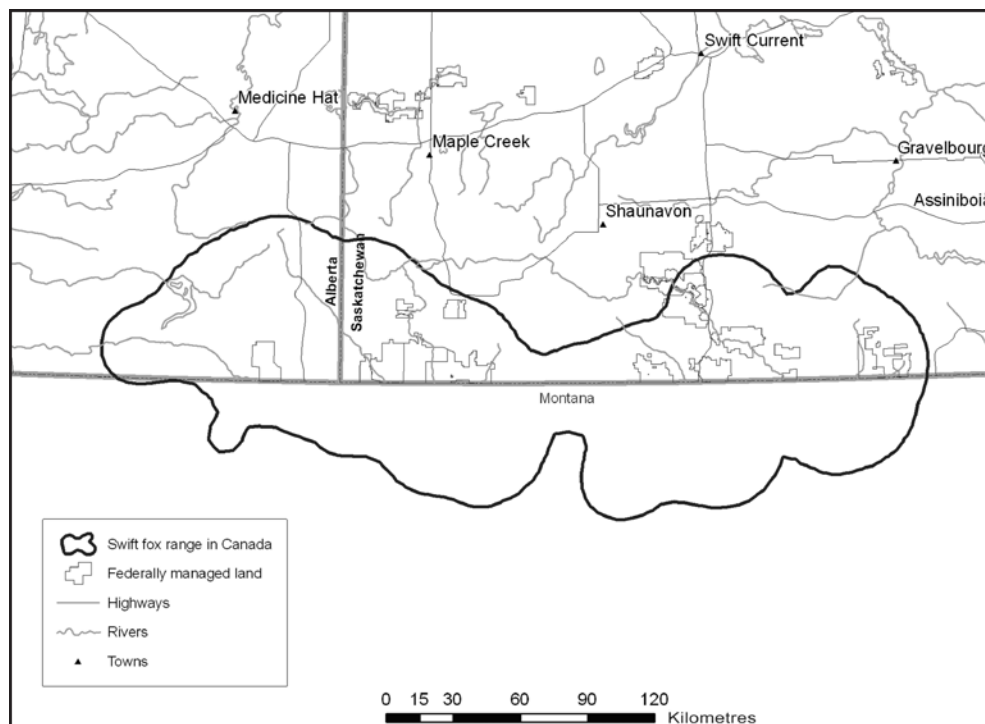 Swift Current
Medicine Hat
Maple Creek
Gravelbourg
Assiniboia
Shaunavon
Alberta
Saskatchewan
Montana
Swift fox range in Canada
Federally managed land
Highways
Rivers
Towns
0 15 30 60 90 120
Kilometres